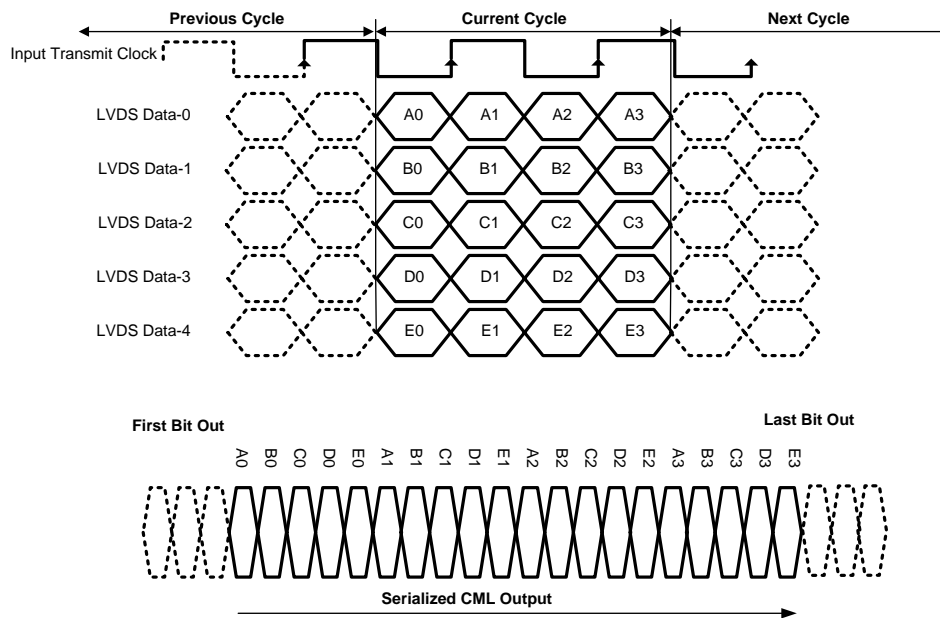 Previous Cycle Current Cycle Next Cycle
Input Transmit Clock
LVDS Data-0 A0 A1 A2 A3
LVDS Data-1 B0 B1 B2 B3
LVDS Data-2 C0 C1 C2 C3
LVDS Data-3 D0 D1 D2 D3
LVDS Data-4 E0 E1 E2 E3
First Bit Out Last Bit Out
A0 B0 C0 D0 E0 A1 B1 C1 D1 E1 A2 B2 C2 D2 E2 A3 B3 C3 D3 E3
Serialized CML Output